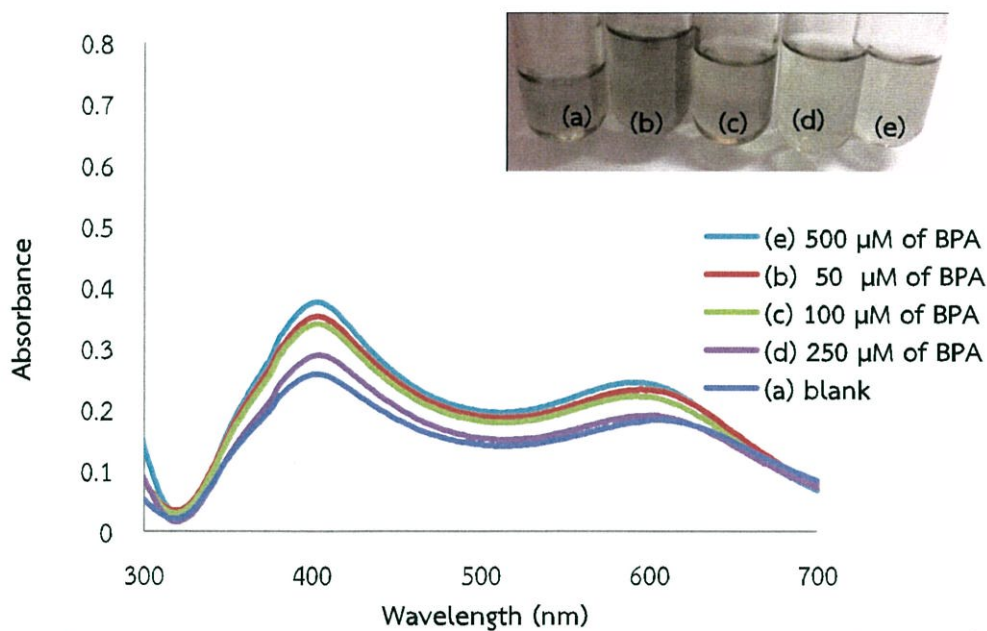 0.8
0.7
0.6
0.5
0.4
0.3
0.2
0.1
0
Absorbance
300 400 500 600 700
Wavelength (nm)
(a) (b) (c) (d) (e)
(e) 500 µM of BPA
(b) 50 µM of BPA
(c) 100 µM of BPA
(d) 250 µM of BPA
(a) blank